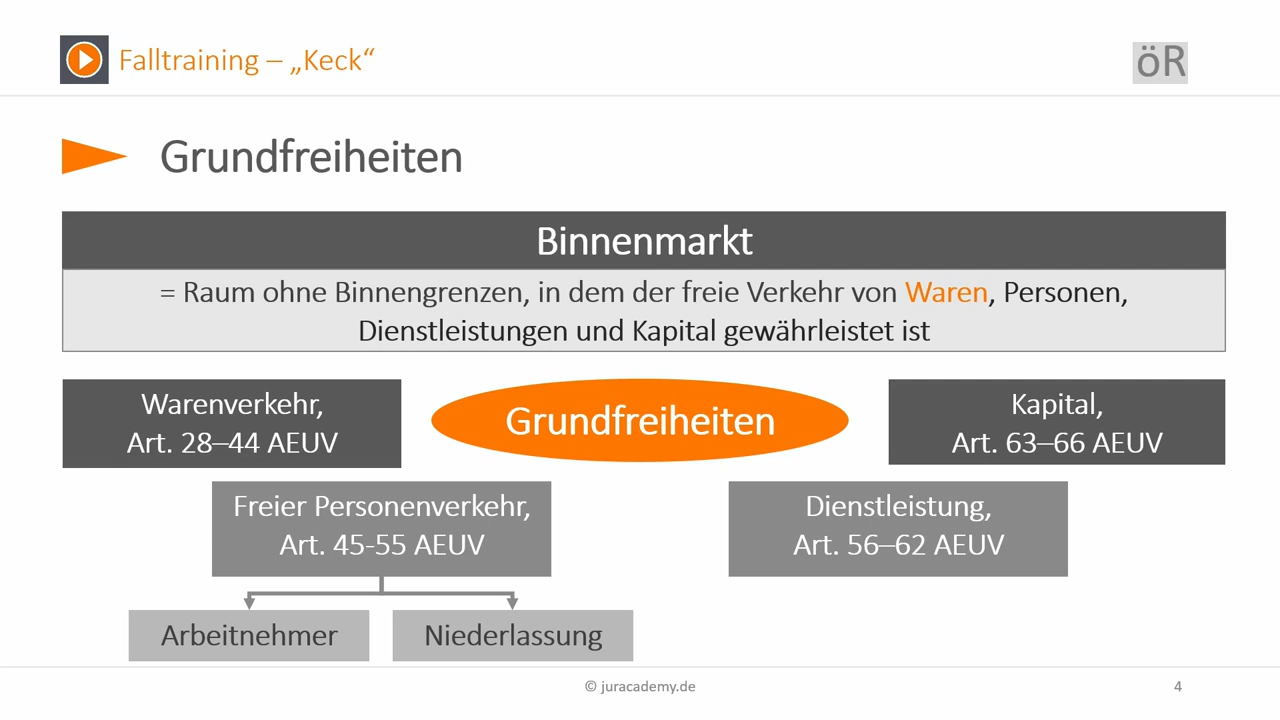 Falltraining – „Keck“
öR
Grundfreiheiten
Binnenmarkt
= Raum ohne Binnengrenzen, in dem der freie Verkehr von Waren, Personen,
Dienstleistungen und Kapital gewährleistet ist
Warenverkehr,
Art. 28–44 AEUV
Grundfreiheiten
Kapital,
Art. 63–66 AEUV
Freier Personenverkehr,
Art. 45-55 AEUV
Dienstleistung,
Art. 56–62 AEUV
Arbeitnehmer
Niederlassung
© juracademy.de
4